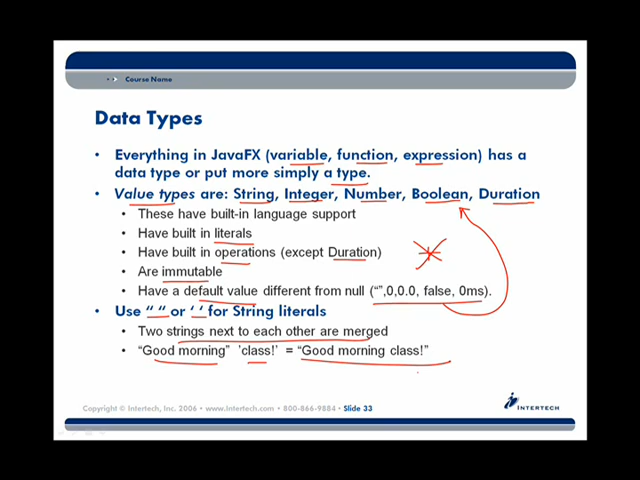 Course Name
Data Types
• Everything in JavaFX (variable, function, expression) has a
data type or put more simply a type.
• Value types are: String, Integer, Number, Boolean, Duration
• These have built-in language support
• Have built in literals
• Have built in operations (except Duration)
• Are immutable
• Have a default value different from null (“”,0,0.0, false, 0ms).
• Use “ “ or ‘ ‘ for String literals
• Two strings next to each other are merged
• “Good morning” ‘class!’ = “Good morning class!”
Copyright © Intertech, Inc. 2006 • www.Intertech.com • 800-866-9884 • Slide 33
INTERTECH